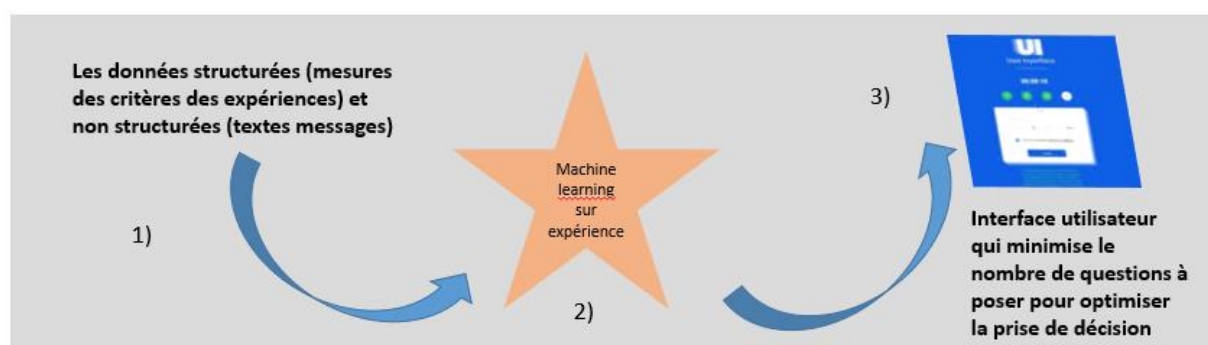 Les données structurées (mesures
des critères des expériences) et
non structurées (textes messages)
1)
Machine
learning
sur
expérience
2)
3)
UI
Interface utilisateur
qui minimise le
nombre de questions à
poser pour optimiser
la prise de décision